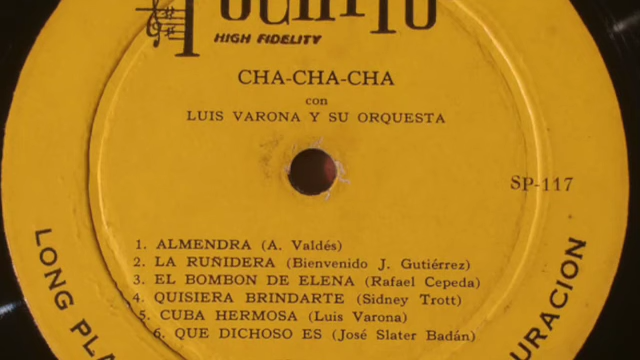 HIGH FIDELITY
CHA-CHA-CHA
con
LUIS VARONA Y SU ORQUESTA
SP-117
1. ALMENDRA (A. Valdés)
2. LA RUÑIDERA (Bienvenido J. Gutiérrez)
3. EL BOMBON DE ELENA (Rafael Cepeda)
4. QUISIERA BRINDARTE (Sidney Trott)
5. CUBA HERMOSA (Luis Varona)
6. QUE DICHOSO ES (José Slater Badán)
LONG PLA
URACION